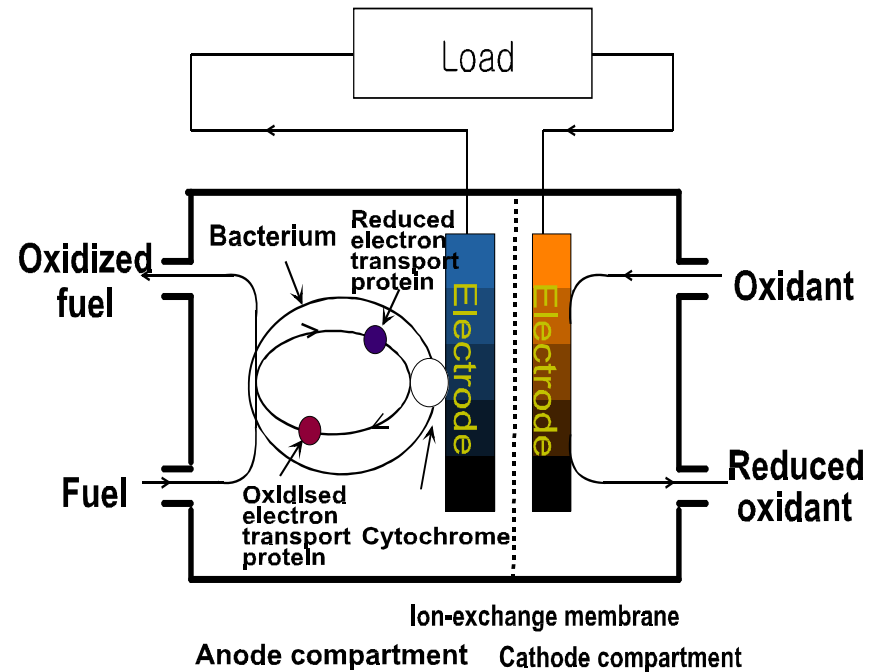 Load
Bacterium
Reduced
electron
transport
protein
Oxidized
fuel
Electrode
Electrode
Oxidant
Fuel
OxidIsed
electron
transport
proteIn
Cytochrome
Reduced
oxidant
Ion-exchange membrane
Anode compartment
Cathode compartment